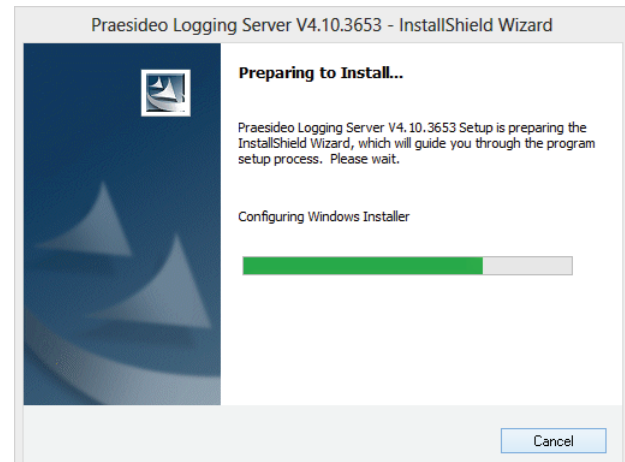 Praesideo Logging Server V4.10.3653 - InstallShield Wizard
Preparing to Install...
Praesideo Logging Server V4.10.3653 Setup is preparing the
InstallShield Wizard, which will guide you through the program
setup process. Please wait.
Configuring Windows Installer
Cancel